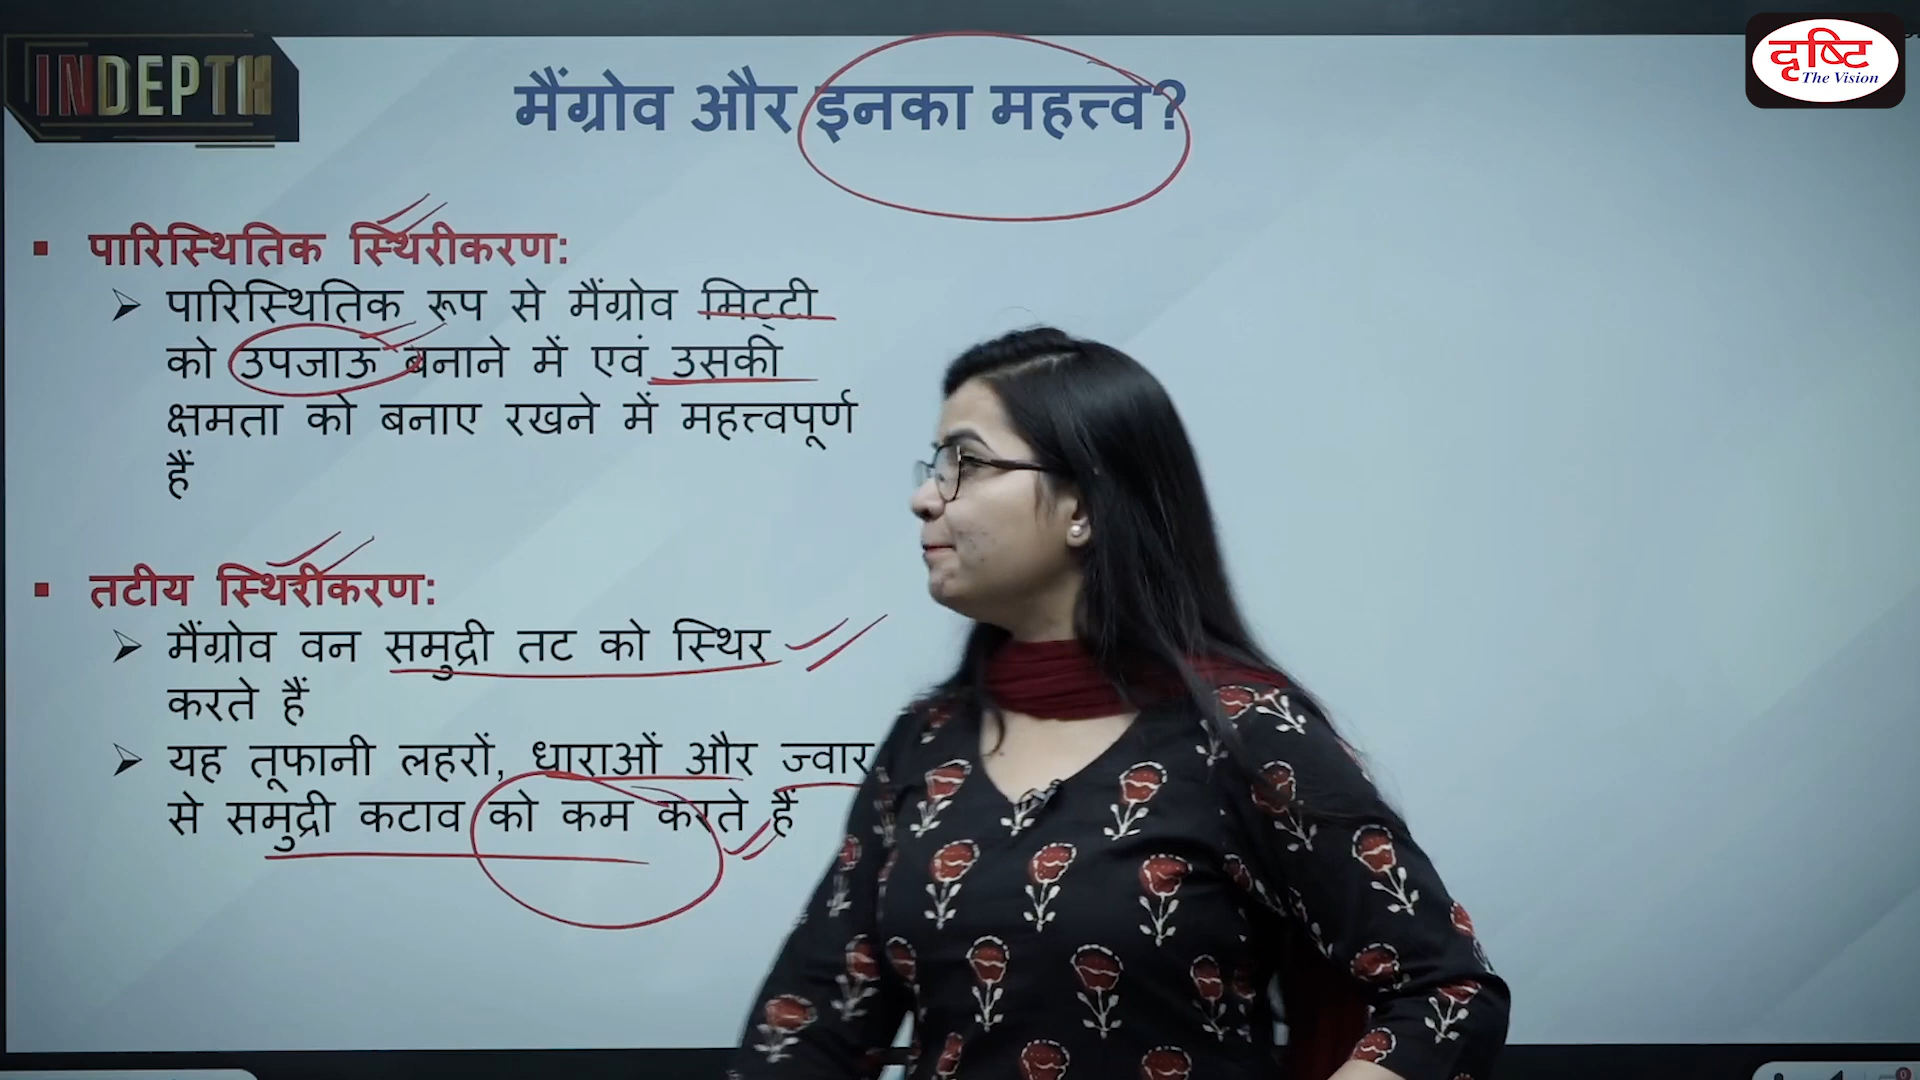 INDEPTH
दृष्टि
The Vision
मैंग्रोव और इनका महत्त्व?
▪ पारिस्थितिक स्थिरीकरण:
➢ पारिस्थितिक रूप से मैंग्रोव मिट्टी
को उपजाऊ बनाने में एवं उसकी
क्षमता को बनाए रखने में महत्त्वपूर्ण
हैं
▪ तटीय स्थिरीकरण:
➢ मैंग्रोव वन समुद्री तट को स्थिर
करते हैं
➢ यह तूफानी लहरों, धाराओं और ज्वार
से समुद्री कटाव को कम करते हैं